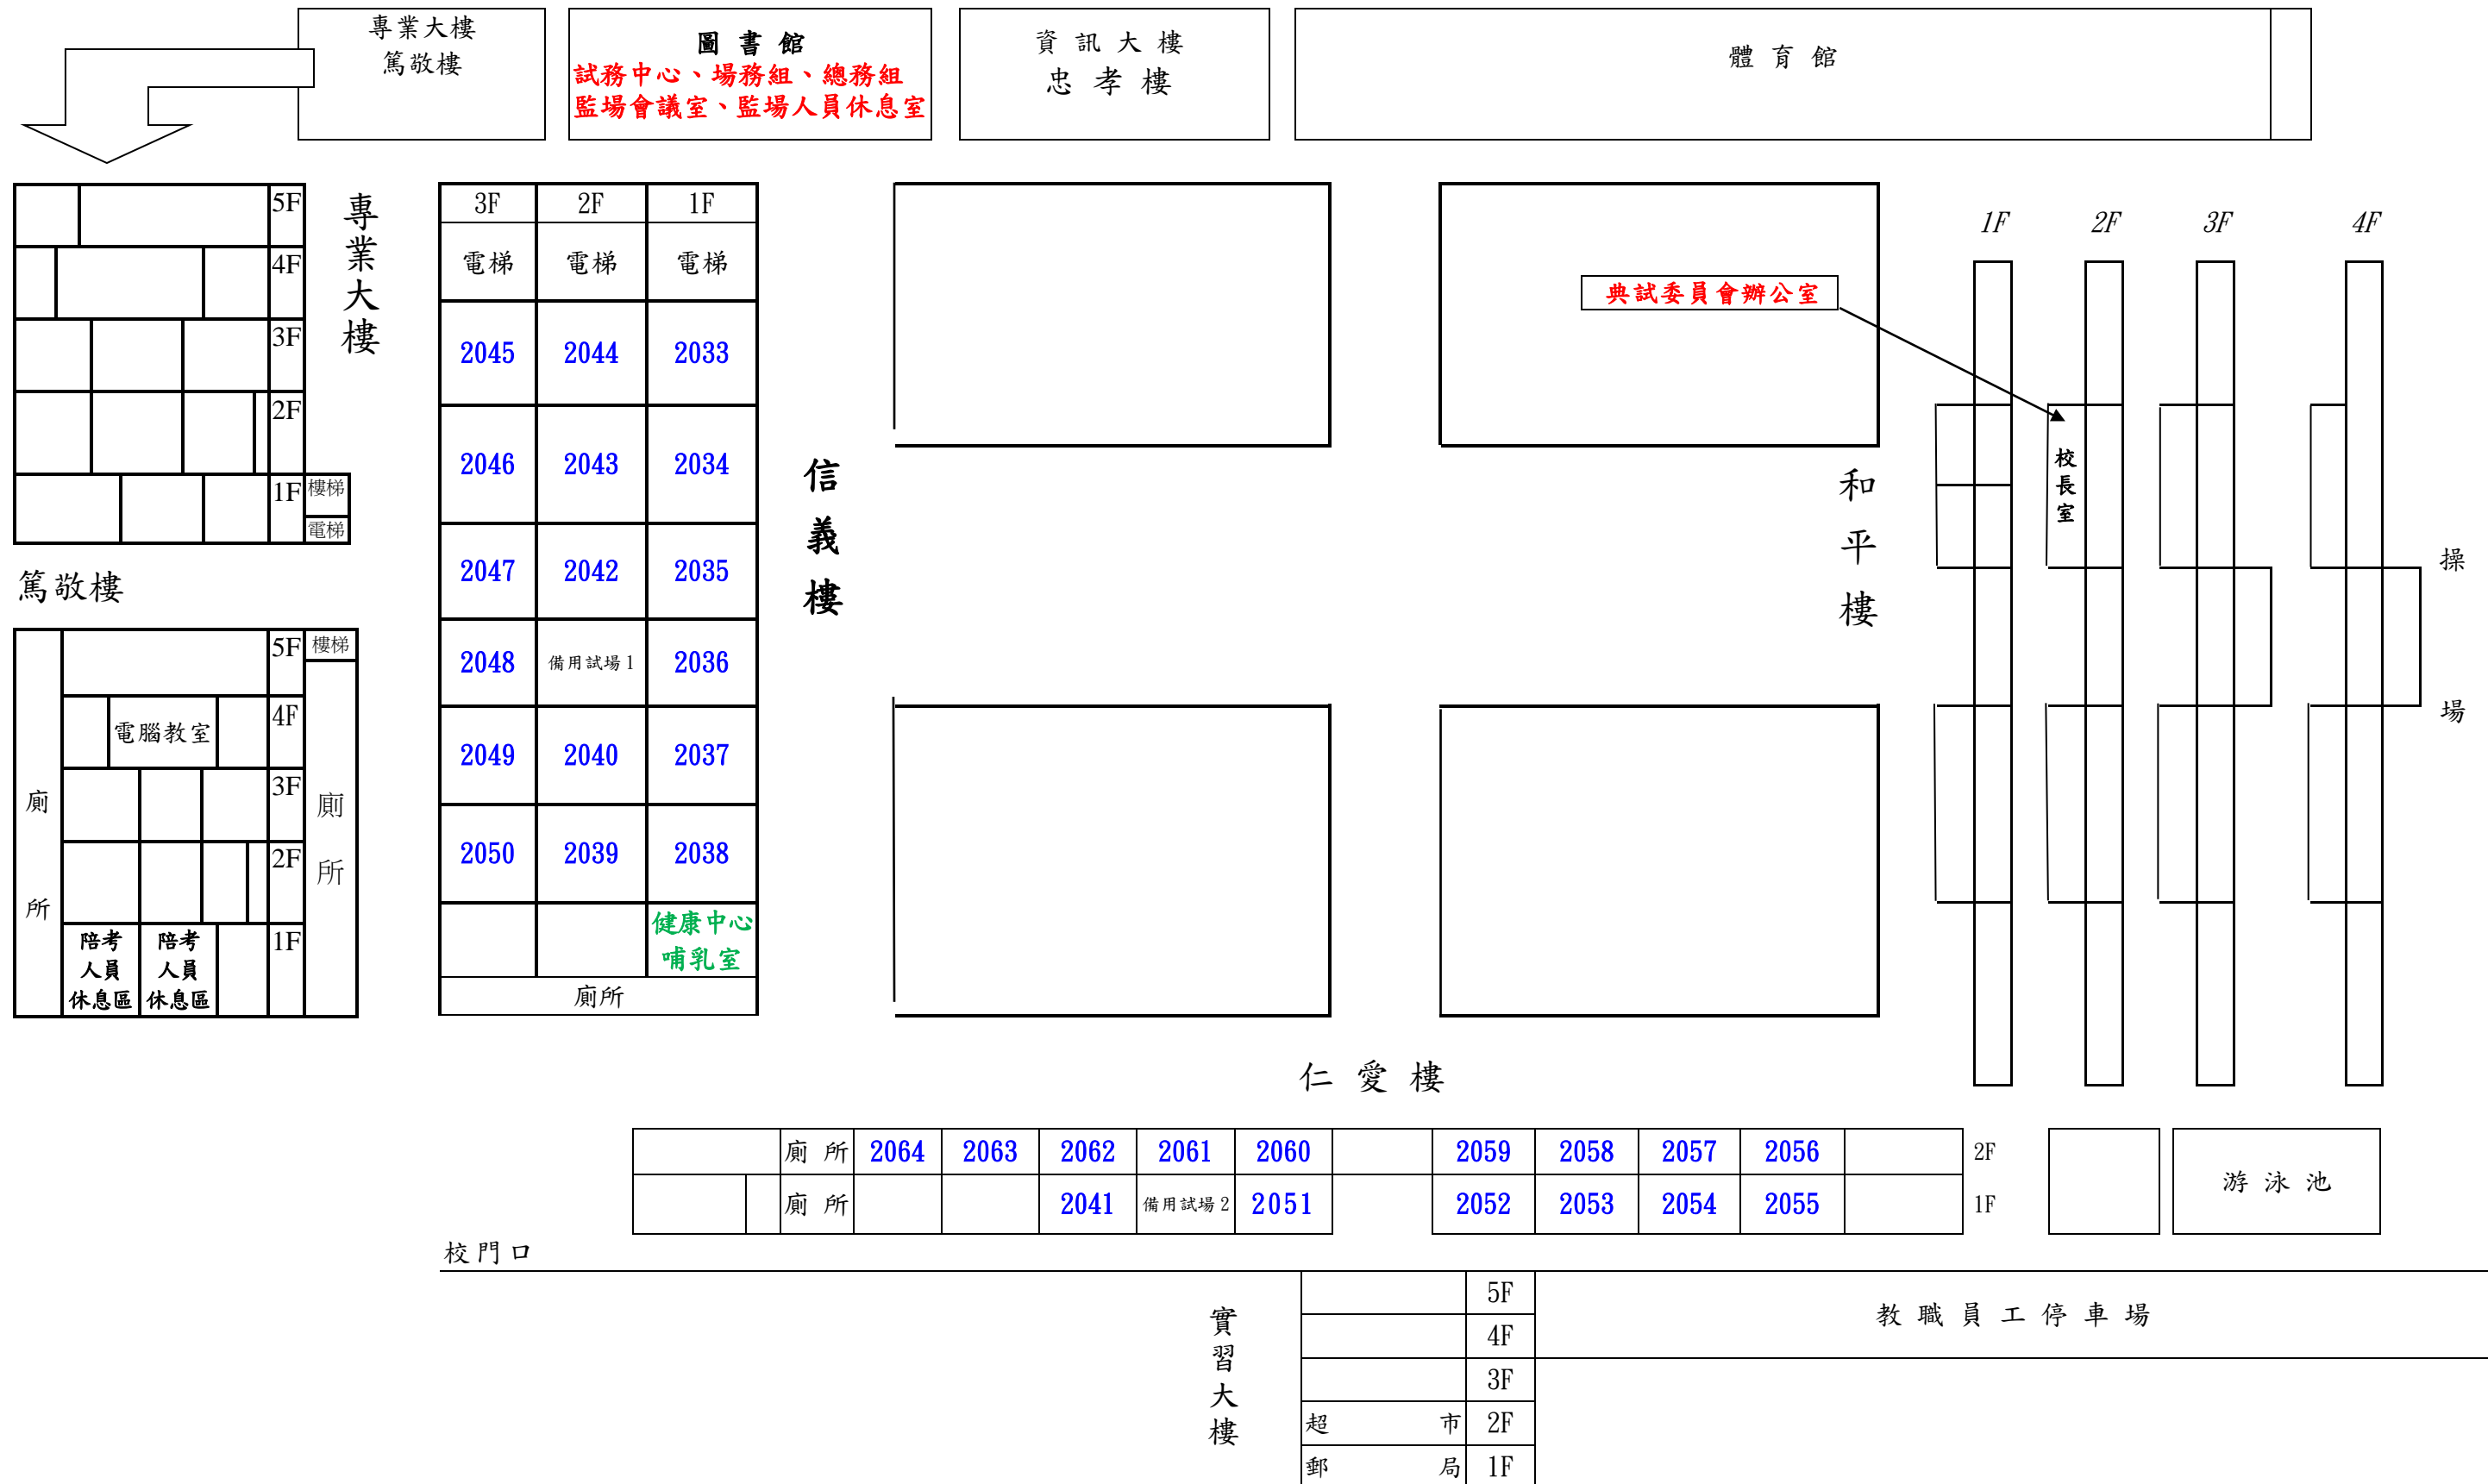 專業大樓
篤敬樓
圖 書 館
試務中心、場務組、總務組
監場會議室、監場人員休息室
資 訊 大 樓
忠 孝 樓
體 育 館
5F
4F
3F
2F
1F
樓梯
電梯
專業大樓
篤敬樓
5F
樓梯
電腦教室
4F
3F
2F
陪考
人員
休息區
陪考
人員
休息區
1F
廁所
廁所
3F 2F 1F
電梯 電梯 電梯
2045 2044 2033
2046 2043 2034
2047 2042 2035
2048 備用試場 1 2036
2049 2040 2037
2050 2039 2038
健康中心
哺乳室
廁所
信義樓
典試委員會辦公室
和平樓
1F 2F 3F 4F
校長室
操場
仁 愛 樓
廁 所 2064 2063 2062 2061 2060 2059 2058 2057 2056 2F
廁 所 2041 備用試場 2 2051 2052 2053 2054 2055 1F
游 泳 池
校門口
實習大樓
5F
4F
3F
超 市 2F
郵 局 1F
教 職 員 工 停 車 場